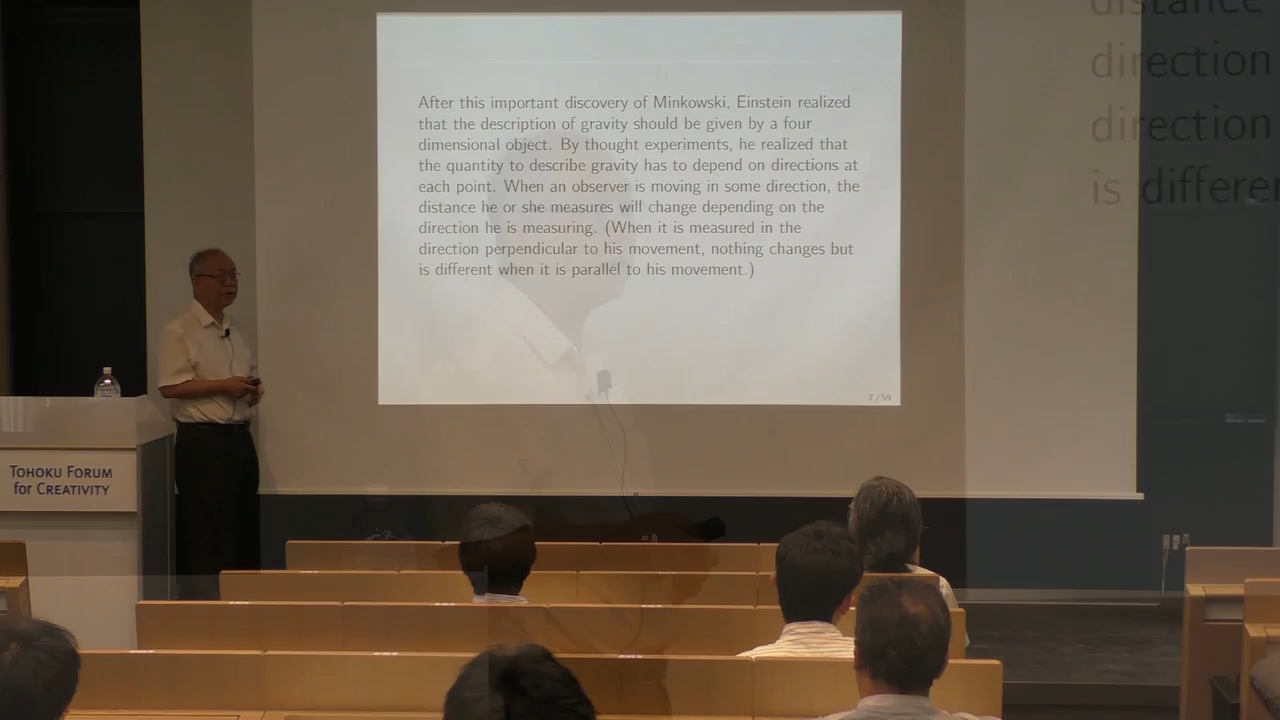 After this important discovery of Minkowski, Einstein realized
that the description of gravity should be given by a four
dimensional object. By thought experiments, he realized that
the quantity to describe gravity has to depend on directions at
each point. When an observer is moving in some direction, the
distance he or she measures will change depending on the
direction he is measuring. (When it is measured in the
direction perpendicular to his movement, nothing changes but
is different when it is parallel to his movement.)
7 / 59
distance
direction
direction
is differe
TOHOKU FORUM
for CREATIVITY